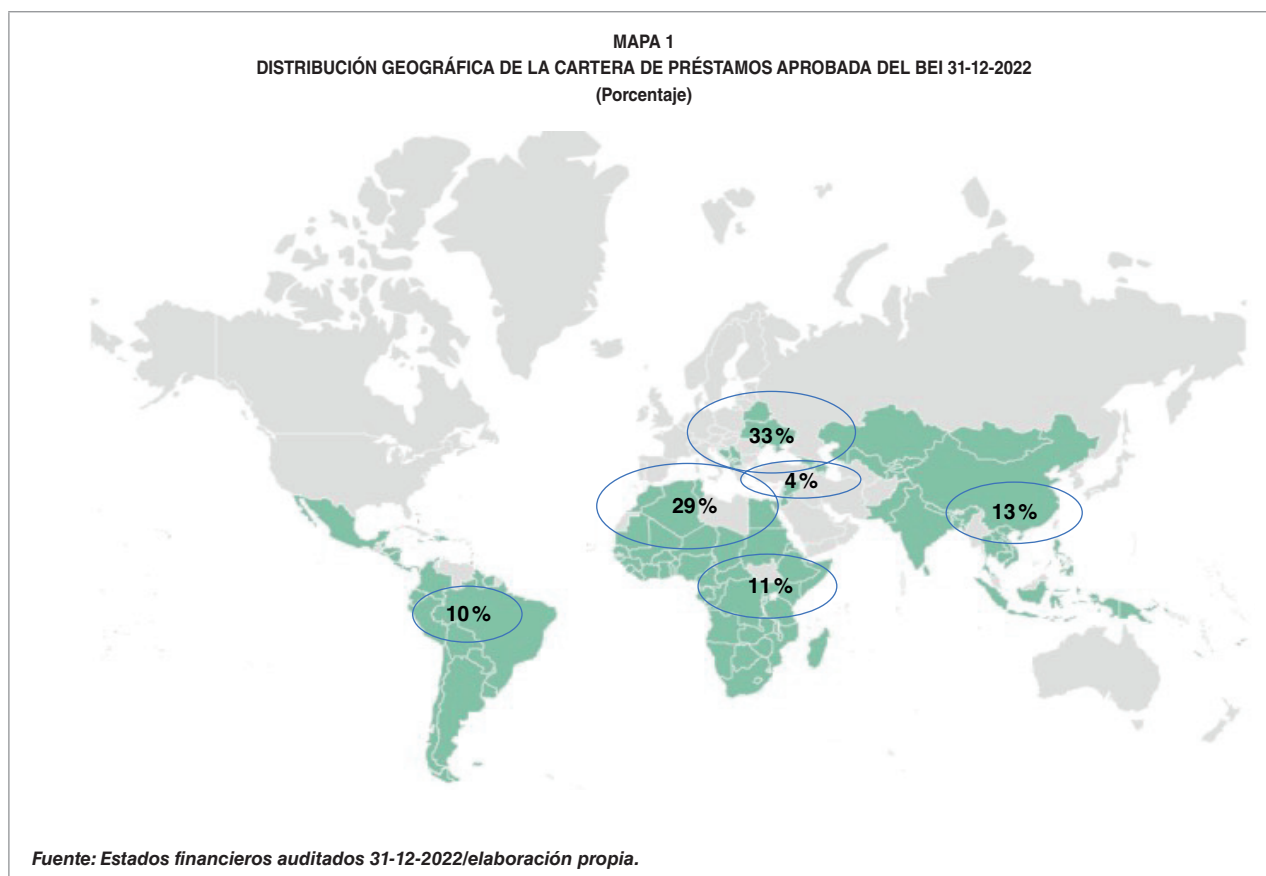 MAPA 1
DISTRIBUCIÓN GEOGRÁFICA DE LA CARTERA DE PRÉSTAMOS APROBADA DEL BEI 31-12-2022
(Porcentaje)
33 %
4 %
29 %
13 %
11 %
10 %
Fuente: Estados financieros auditados 31-12-2022/elaboración propia.